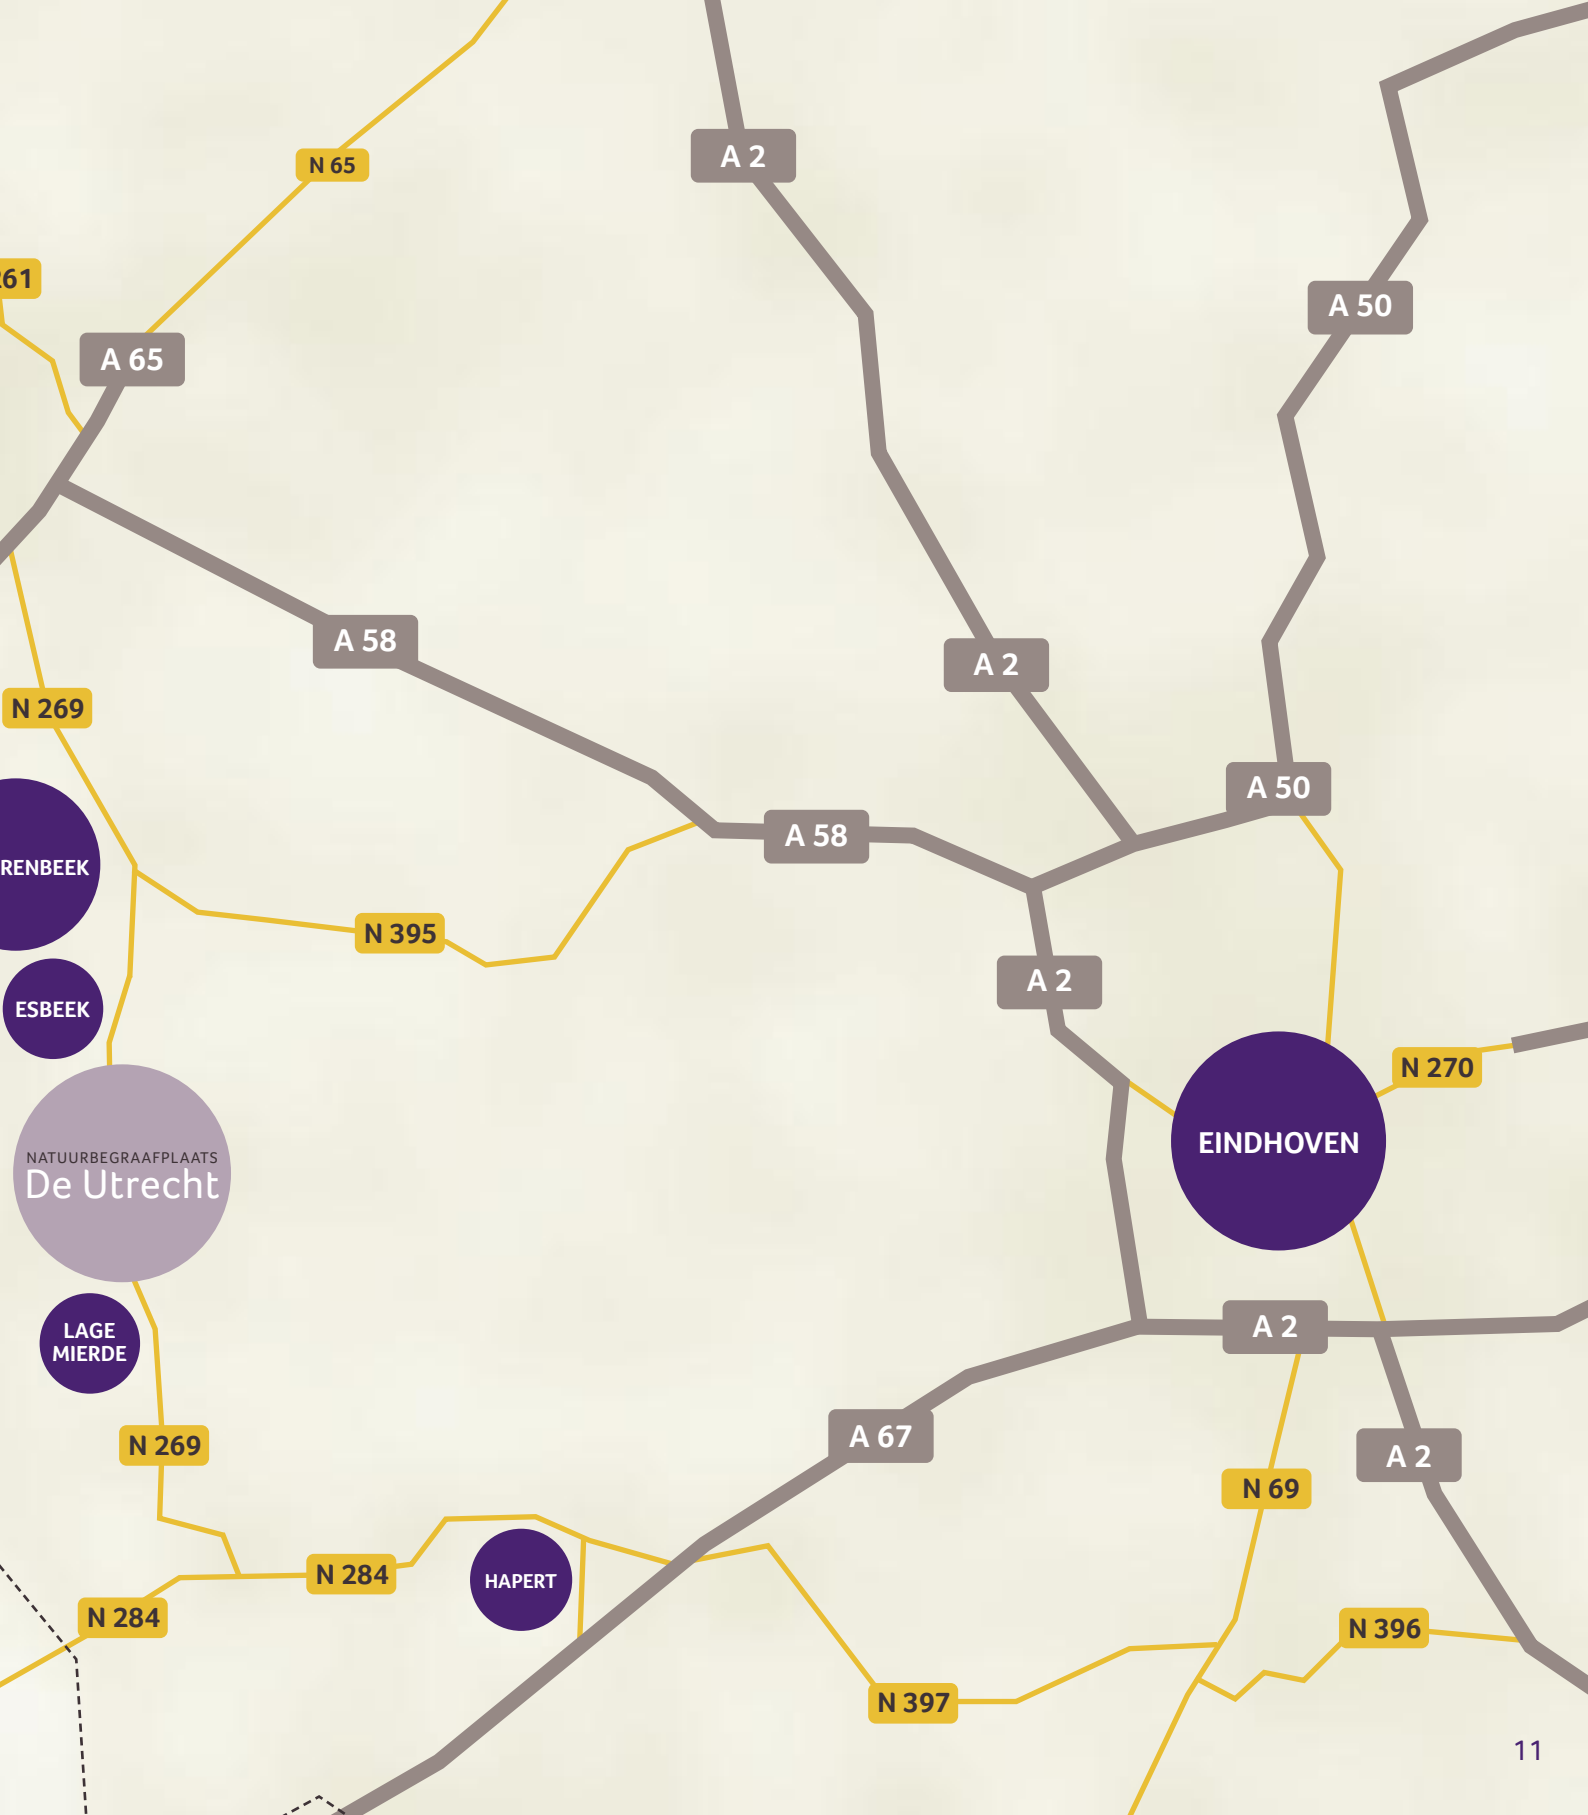 A 2
N 65
261
A 50
A 65
A 58
A 2
N 269
A 50
A 58
RENBEEK
N 395
A 2
ESBEEK
N 270
EINDHOVEN
NATUURBEGRAAFPLAATS
De Utrecht
A 2
LAGE
MIERDE
A 67
N 269
A 2
N 69
N 284
HAPERT
N 284
N 396
N 397
11